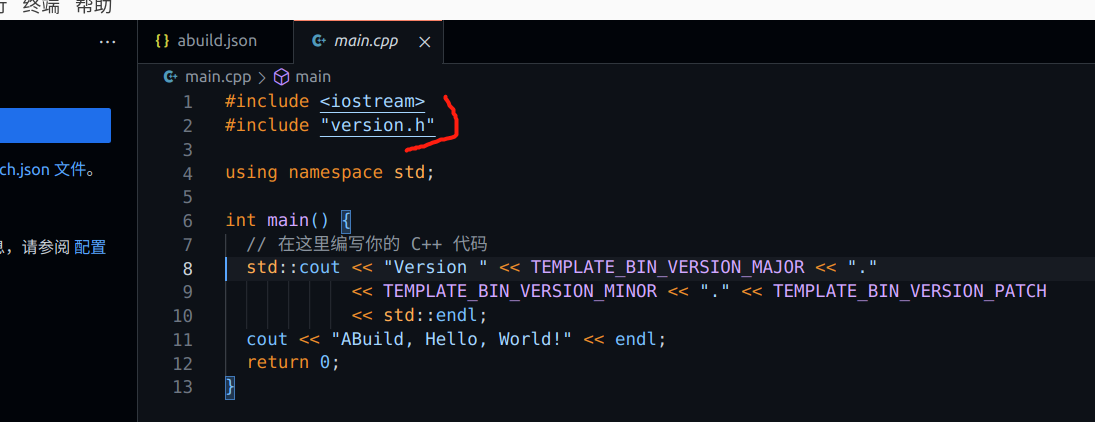 终端 帮助
... {} abuild.json main.cpp ×
main.cpp > main
1 #include <iostream>
2 #include "version.h"
3
4 using namespace std;
5
6 int main() {
7 // 在这里编写你的 C++ 代码
8 std::cout << "Version " << TEMPLATE_BIN_VERSION_MAJOR << "."
9 << TEMPLATE_BIN_VERSION_MINOR << "." << TEMPLATE_BIN_VERSION_PATCH
10 << std::endl;
11 cout << "ABuild, Hello, World!" << endl;
12 return 0;
13 }
ch.json 文件。
,请参阅 配置